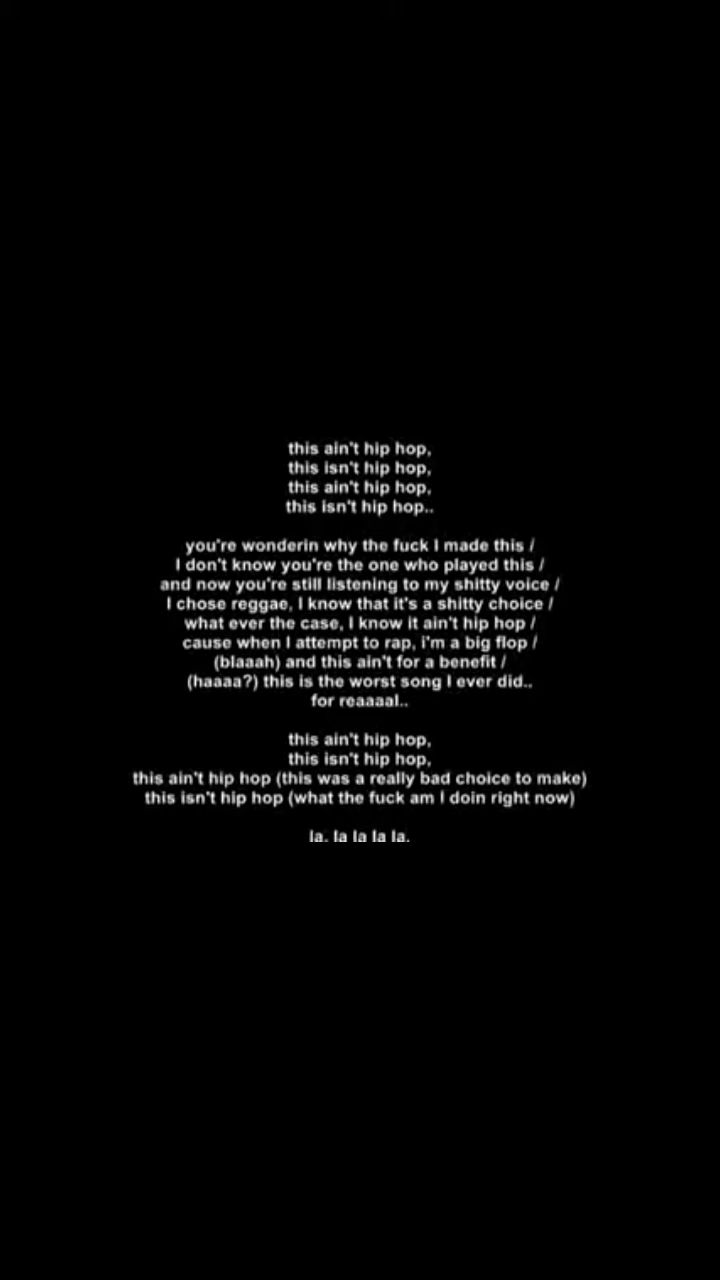 this ain't hip hop,
this isn't hip hop,
this ain't hip hop,
this isn't hip hop..
you're wonderin why the fuck I made this /
I don't know you're the one who played this /
and now you're still listening to my shitty voice /
I chose reggae, I know that it's a shitty choice /
what ever the case, I know it ain't hip hop /
cause when I attempt to rap, i'm a big flop /
(blaaah) and this ain't for a benefit /
(haaaa?) this is the worst song I ever did..
for reaaaal..
this ain't hip hop,
this isn't hip hop,
this ain't hip hop (this was a really bad choice to make)
this isn't hip hop (what the fuck am I doin right now)
la, la la la la,